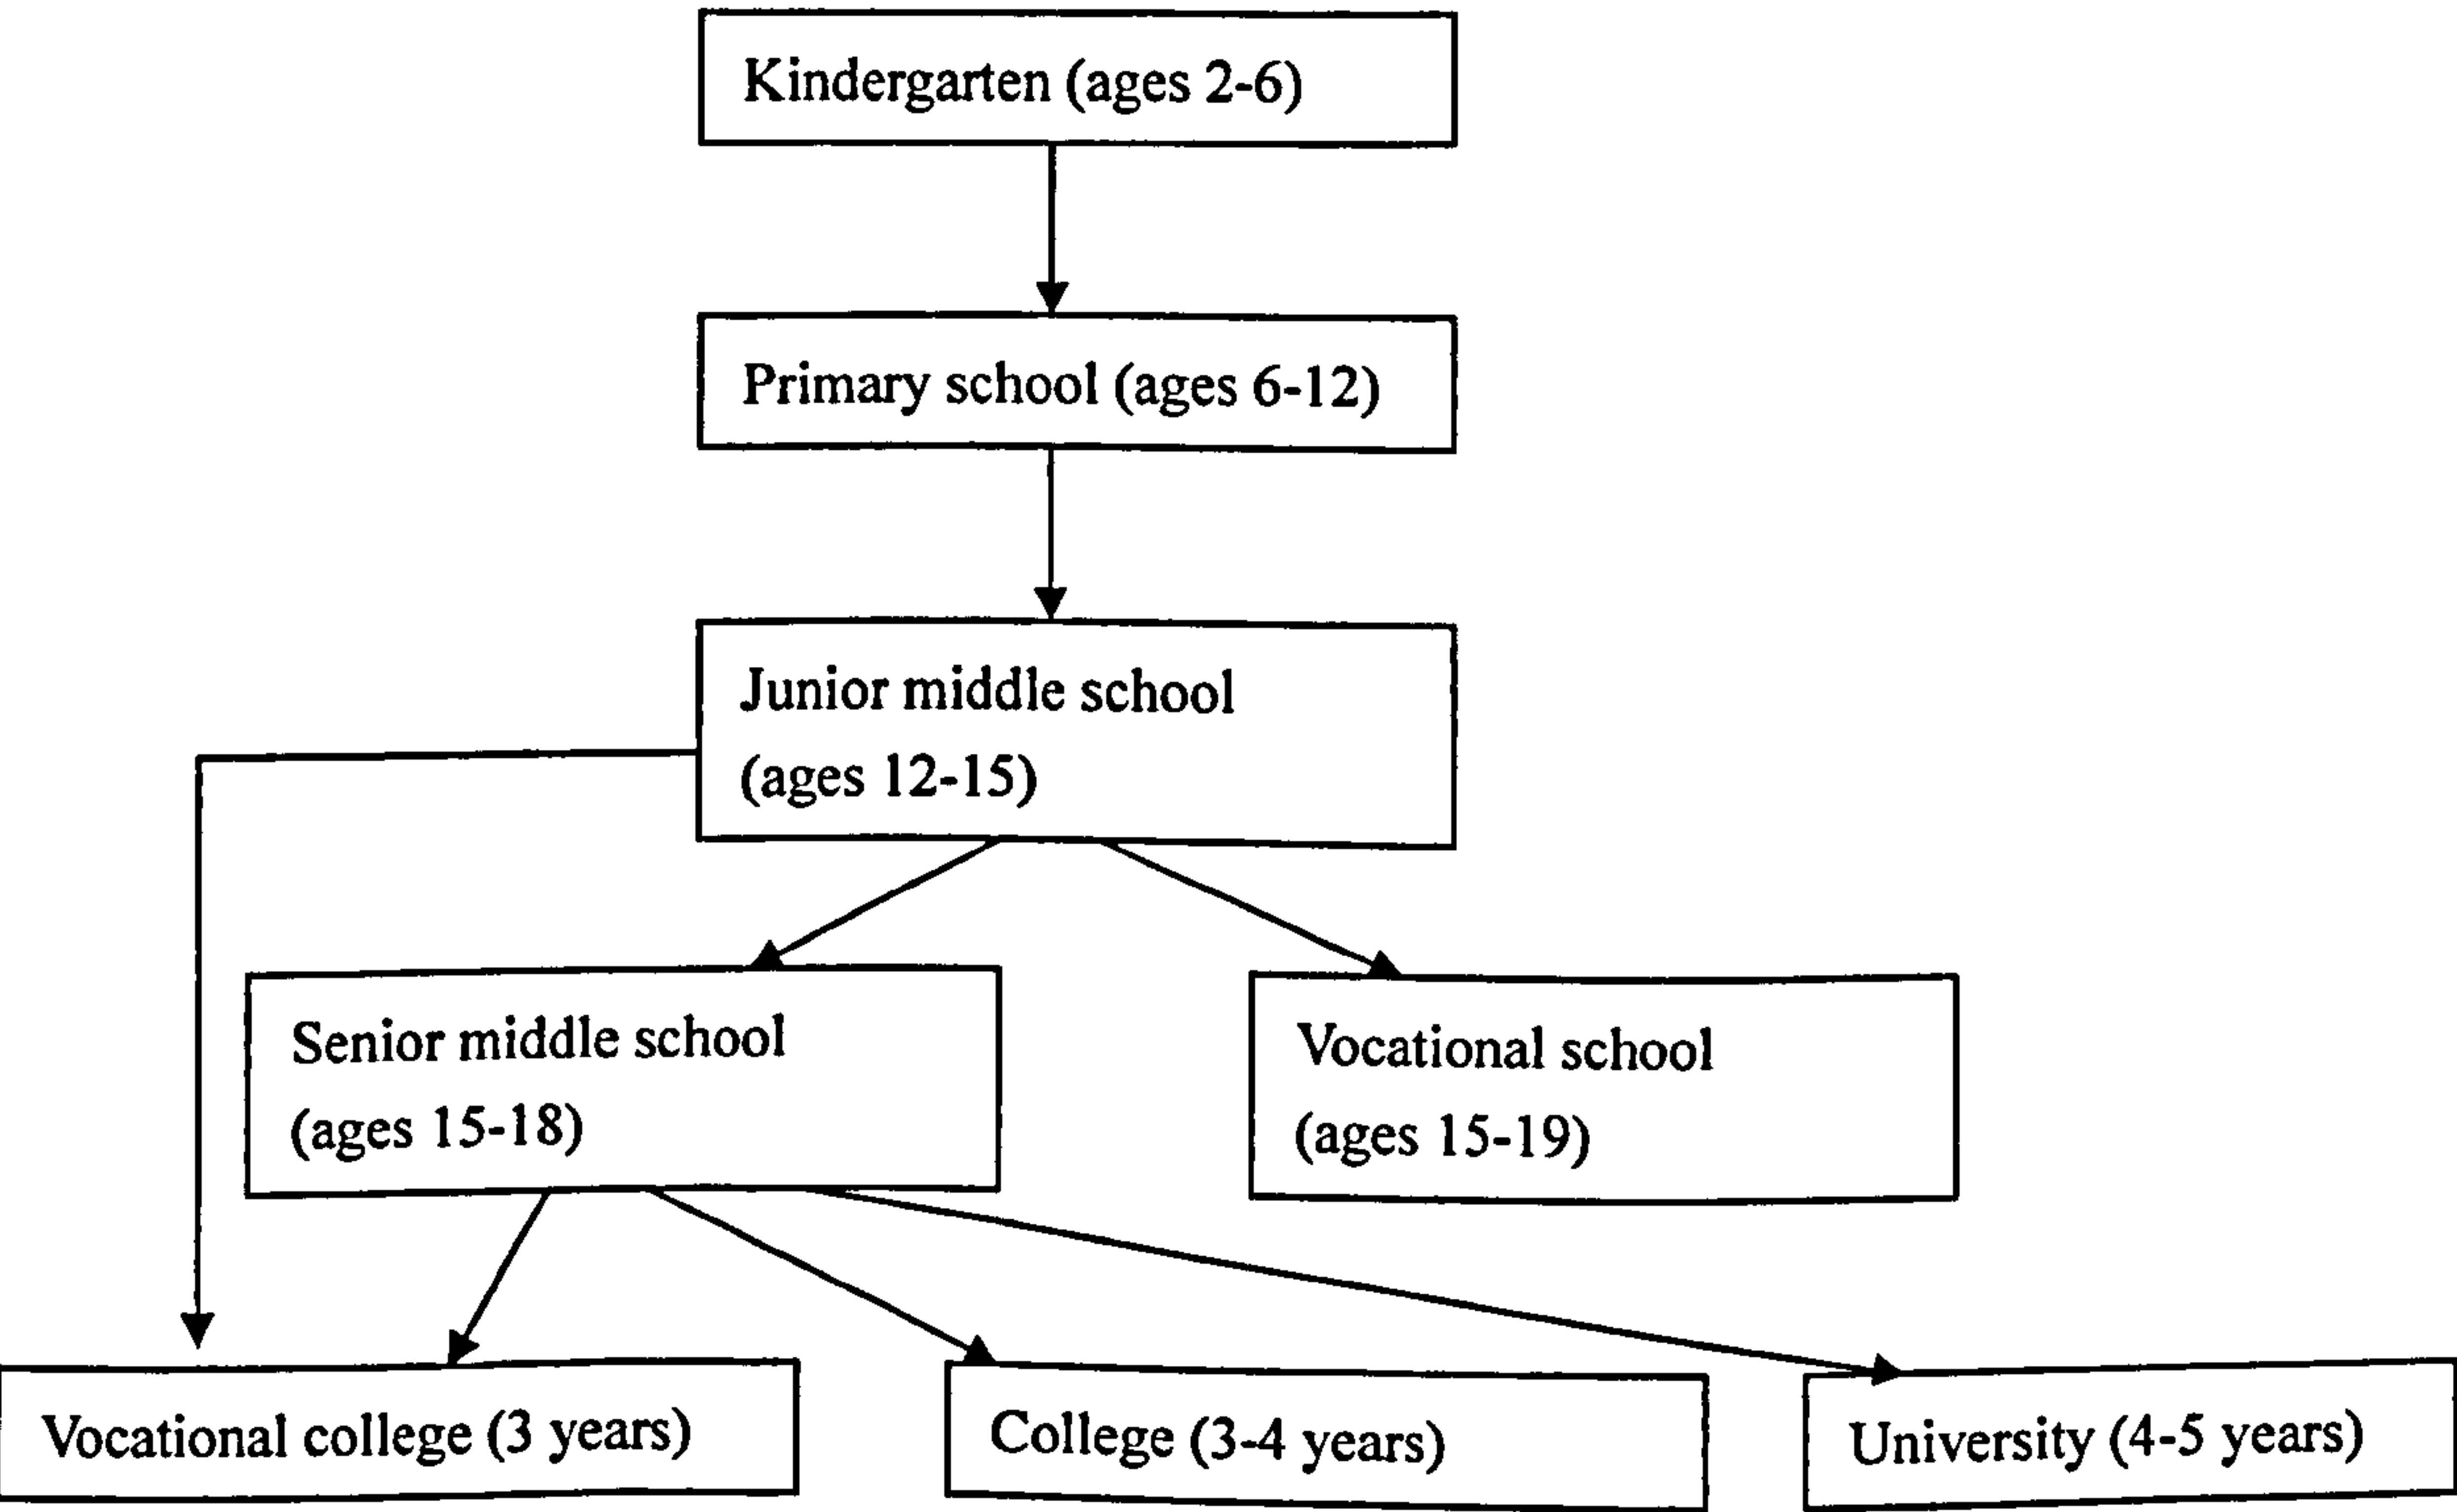 Kindergarten (ages 2-6)
Primary school (ages 6-12)
Junior middle school
(ages 12-15)
Senior middle school
(ages 15-18)
Vocational school
(ages 15-19)
Vocational college (3 years)
College (3-4 years)
University (4-5 years)